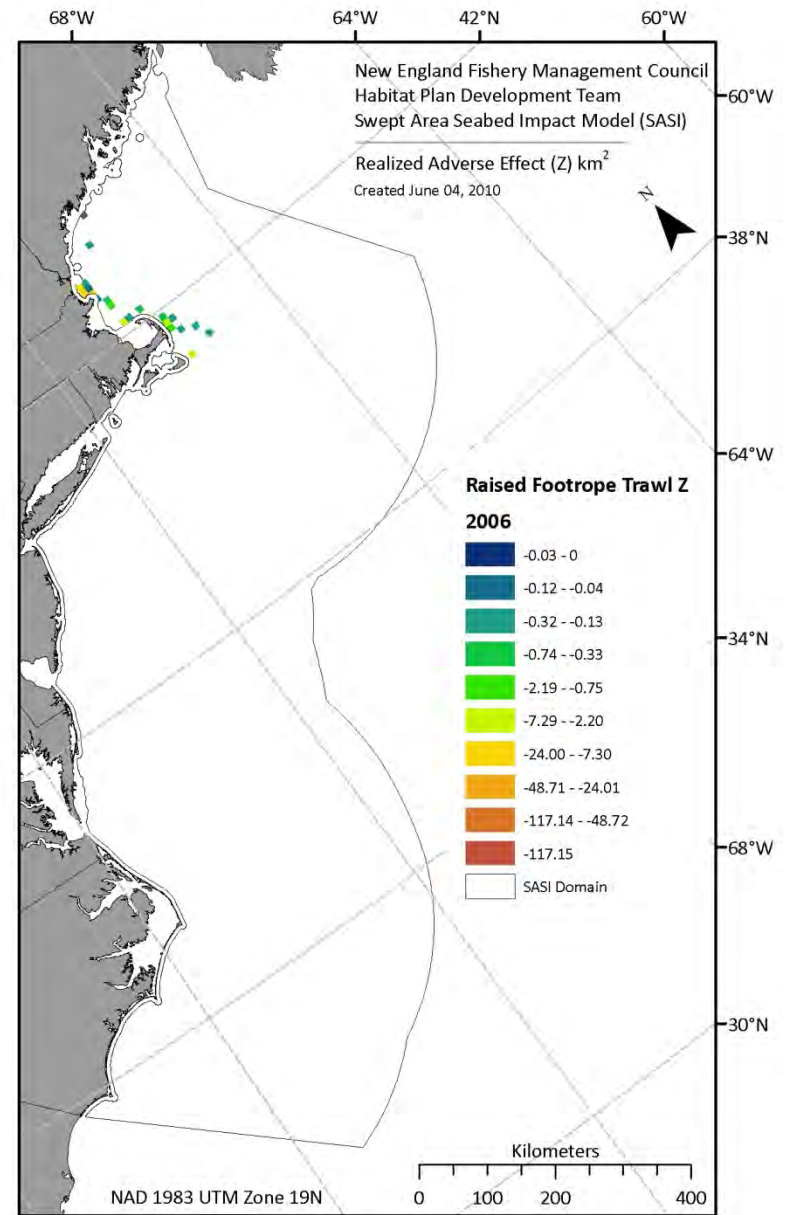 68°W 64°W 42°N 60°W
New England Fishery Management Council
Habitat Plan Development Team
Swept Area Seabed Impact Model (SASI)
Realized Adverse Effect (Z) km²
Created June 04, 2010
N
60°W
38°N
64°W
34°N
68°W
30°N
Raised Footrope Trawl Z
2006
-0.03 - 0
-0.12 - -0.04
-0.32 - -0.13
-0.74 - -0.33
-2.19 - -0.75
-7.29 - -2.20
-24.00 - -7.30
-48.71 - -24.01
-117.14 - -48.72
-117.15
SASI Domain
Kilometers
0 100 200 400
NAD 1983 UTM Zone 19N